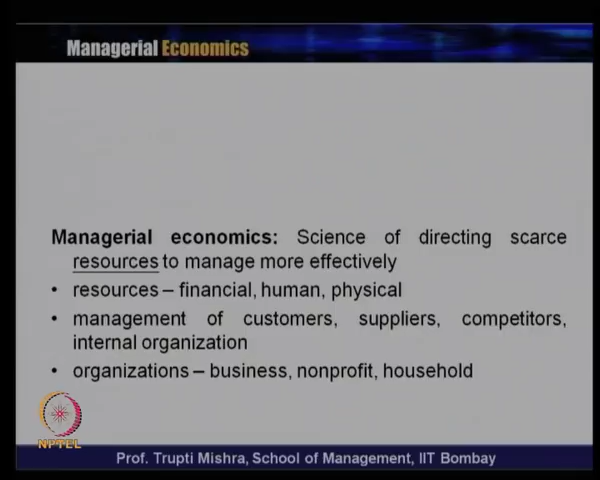 Managerial Economics
Managerial economics: Science of directing scarce
resources to manage more effectively
• resources – financial, human, physical
• management of customers, suppliers, competitors,
internal organization
• organizations – business, nonprofit, household
NPTEL
Prof. Trupti Mishra, School of Management, IIT Bombay